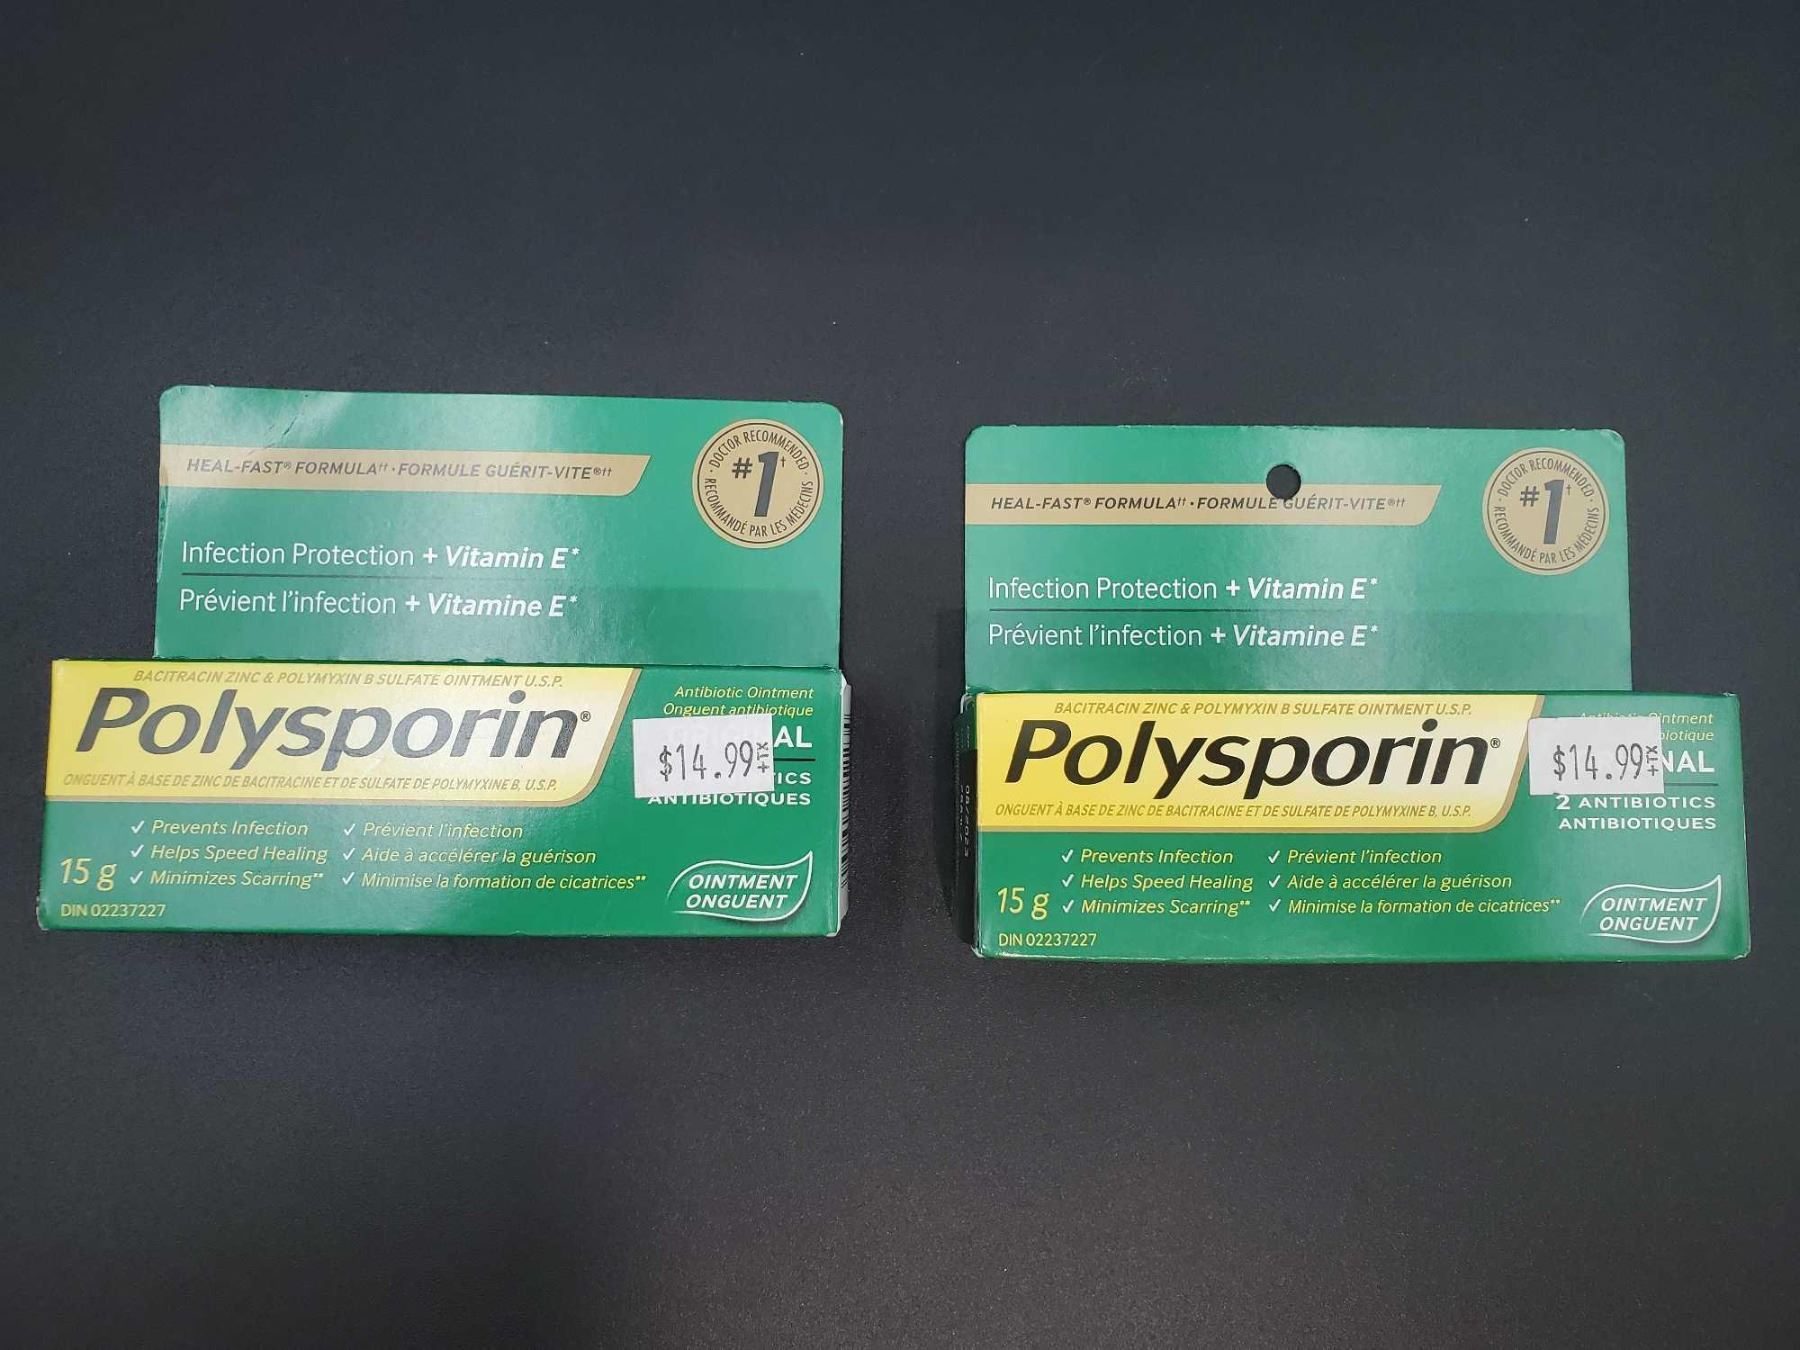 HEAL-FAST® FORMULA†† • FORMULE GUÉRIT-VITE®††
DOCTOR RECOMMENDED
#1†
RECOMMANDÉ PAR LES MÉDECINS
Infection Protection + Vitamin E*
Prévient l'infection + Vitamine E*
BACITRACIN ZINC & POLYMYXIN B SULFATE OINTMENT U.S.P.
Polysporin®
ONGUENT À BASE DE ZINC DE BACITRACINE ET DE SULFATE DE POLYMYXINE B, U.S.P.
Antibiotic Ointment
Onguent antibiotique
$14.99+TX
ANTIBIOTIQUES
✓ Prevents Infection ✓ Prévient l'infection
✓ Helps Speed Healing ✓ Aide à accélérer la guérison
15 g ✓ Minimizes Scarring** ✓ Minimise la formation de cicatrices**
OINTMENT
ONGUENT
DIN 02237227
HEAL-FAST® FORMULA†† • FORMULE GUÉRIT-VITE®††
DOCTOR RECOMMENDED
#1†
RECOMMANDÉ PAR LES MÉDECINS
Infection Protection + Vitamin E*
Prévient l'infection + Vitamine E*
BACITRACIN ZINC & POLYMYXIN B SULFATE OINTMENT U.S.P.
Polysporin®
ONGUENT À BASE DE ZINC DE BACITRACINE ET DE SULFATE DE POLYMYXINE B, U.S.P.
Ointment
$14.99+TX
2 ANTIBIOTICS
ANTIBIOTIQUES
✓ Prevents Infection ✓ Prévient l'infection
✓ Helps Speed Healing ✓ Aide à accélérer la guérison
15 g ✓ Minimizes Scarring** ✓ Minimise la formation de cicatrices**
OINTMENT
ONGUENT
DIN 02237227